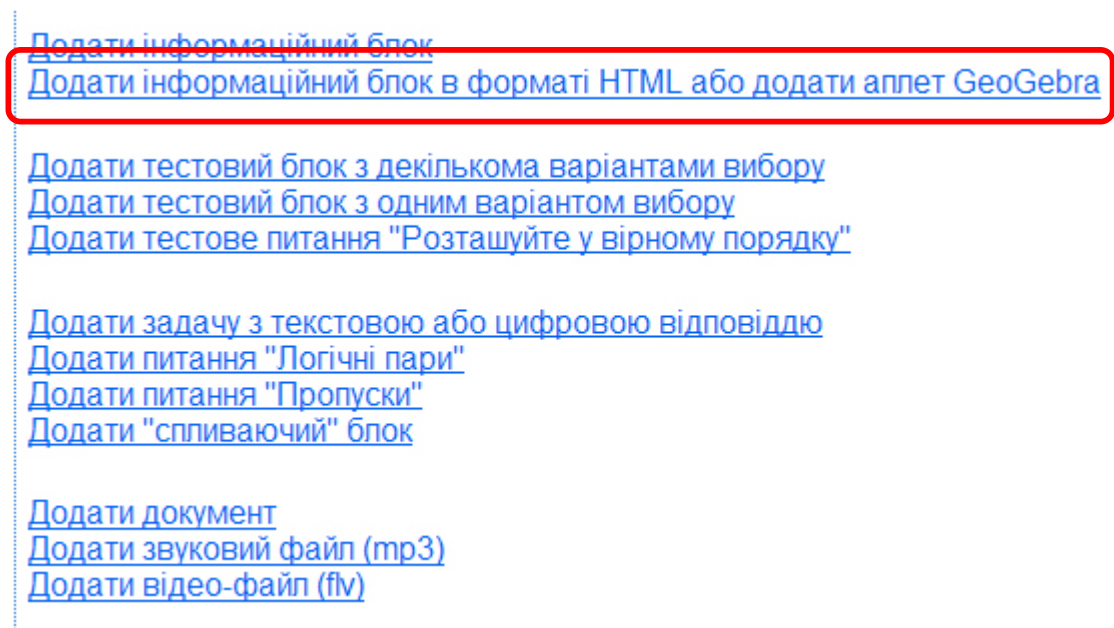 Додати інформаційний блок
Додати інформаційний блок в форматі HTML або додати аплет GeoGebra
Додати тестовий блок з декількома варіантами вибору
Додати тестовий блок з одним варіантом вибору
Додати тестове питання "Розташуйте у вірному порядку"
Додати задачу з текстовою або цифровою відповіддю
Додати питання "Логічні пари"
Додати питання "Пропуски"
Додати "спливаючий" блок
Додати документ
Додати звуковий файл (mp3)
Додати відео-файл (flv)